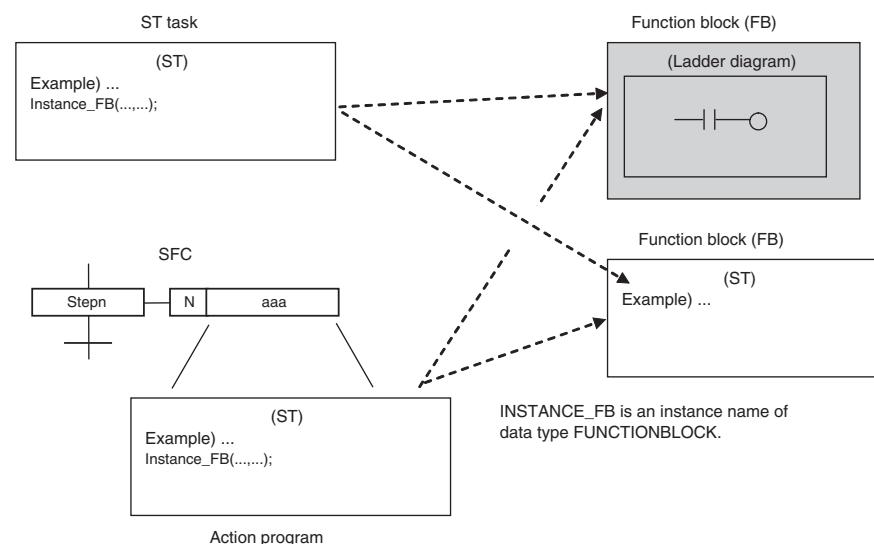 ST task
(ST)
Example) ...
Instance_FB(...,...);
Function block (FB)
(Ladder diagram)
SFC
Stepn
N
aaa
Function block (FB)
(ST)
Example) ...
(ST)
Example) ...
Instance_FB(...,...);
Action program
INSTANCE_FB is an instance name of
data type FUNCTIONBLOCK.